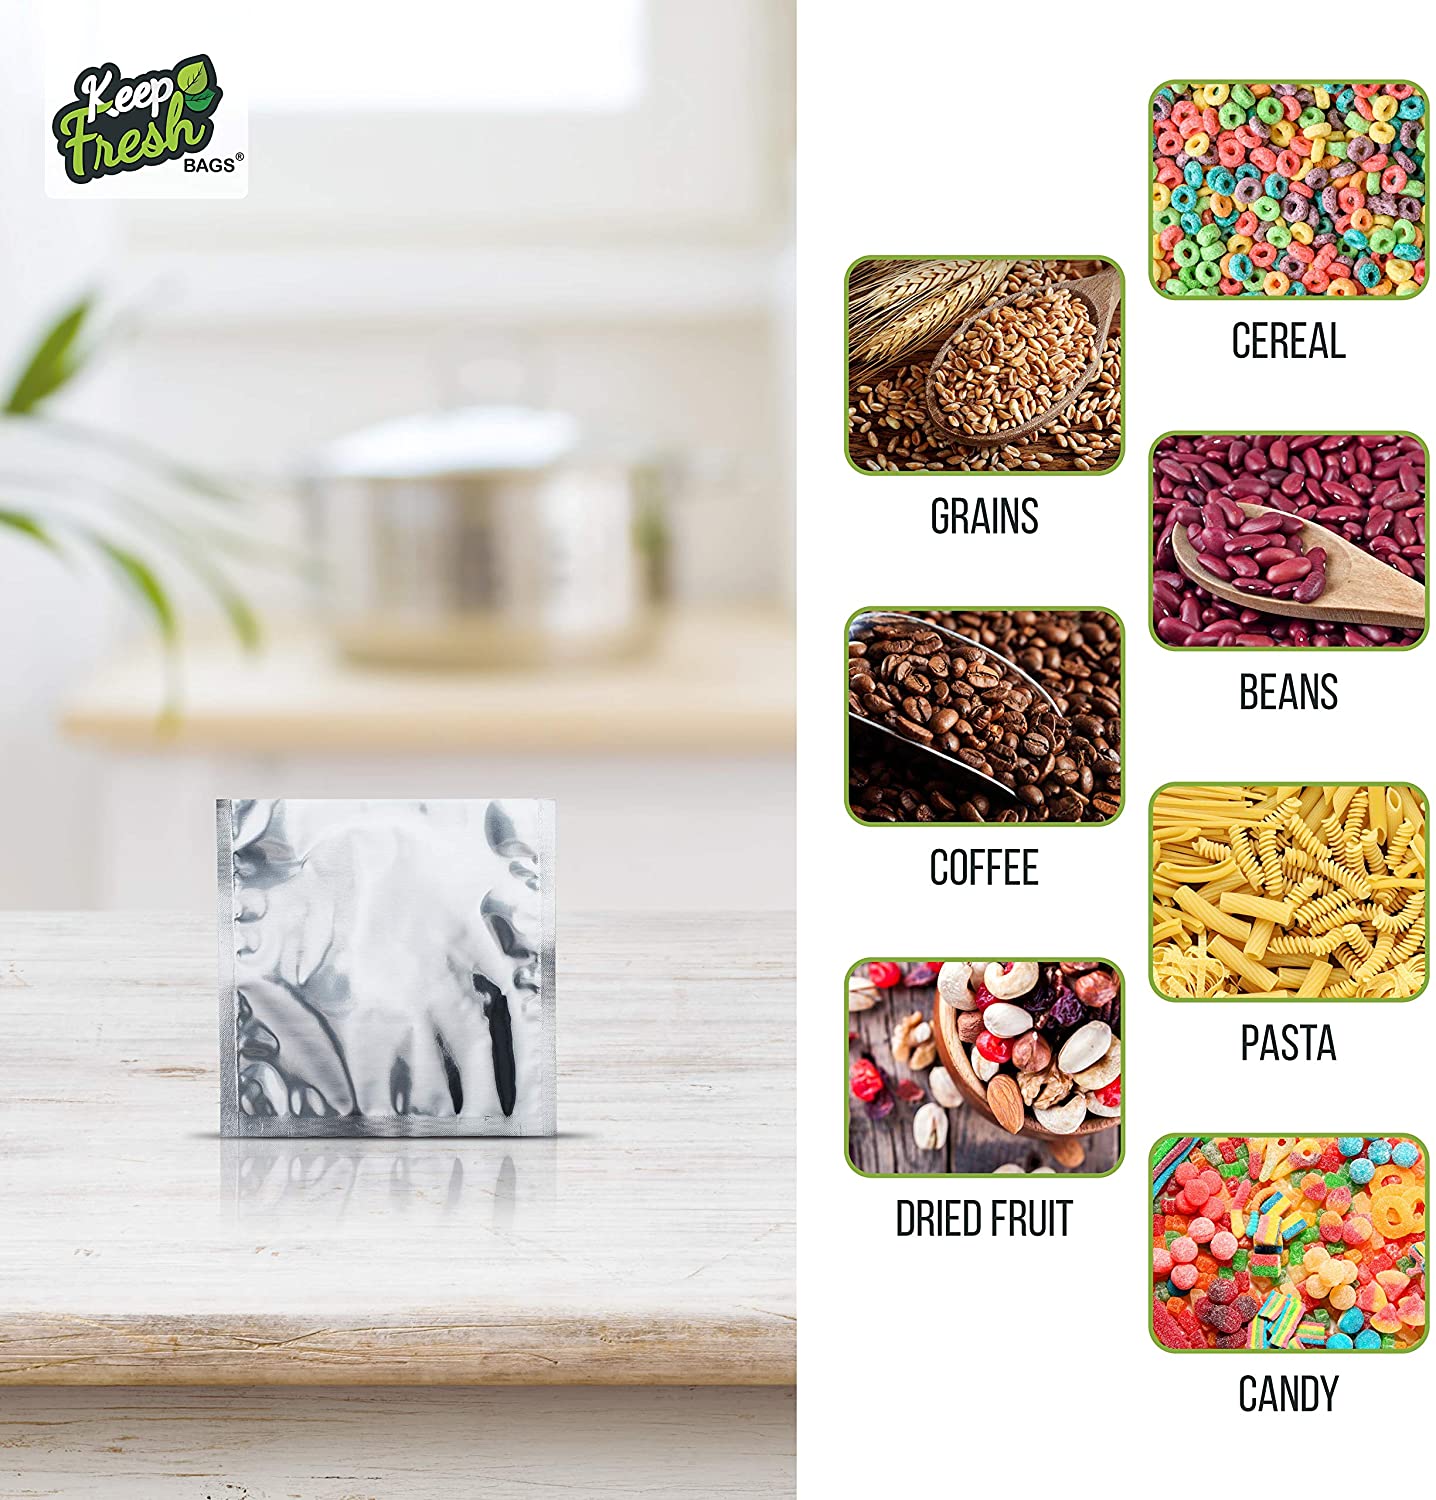 Keep
Fresh
BAGS®
CEREAL
GRAINS
BEANS
COFFEE
PASTA
DRIED FRUIT
CANDY